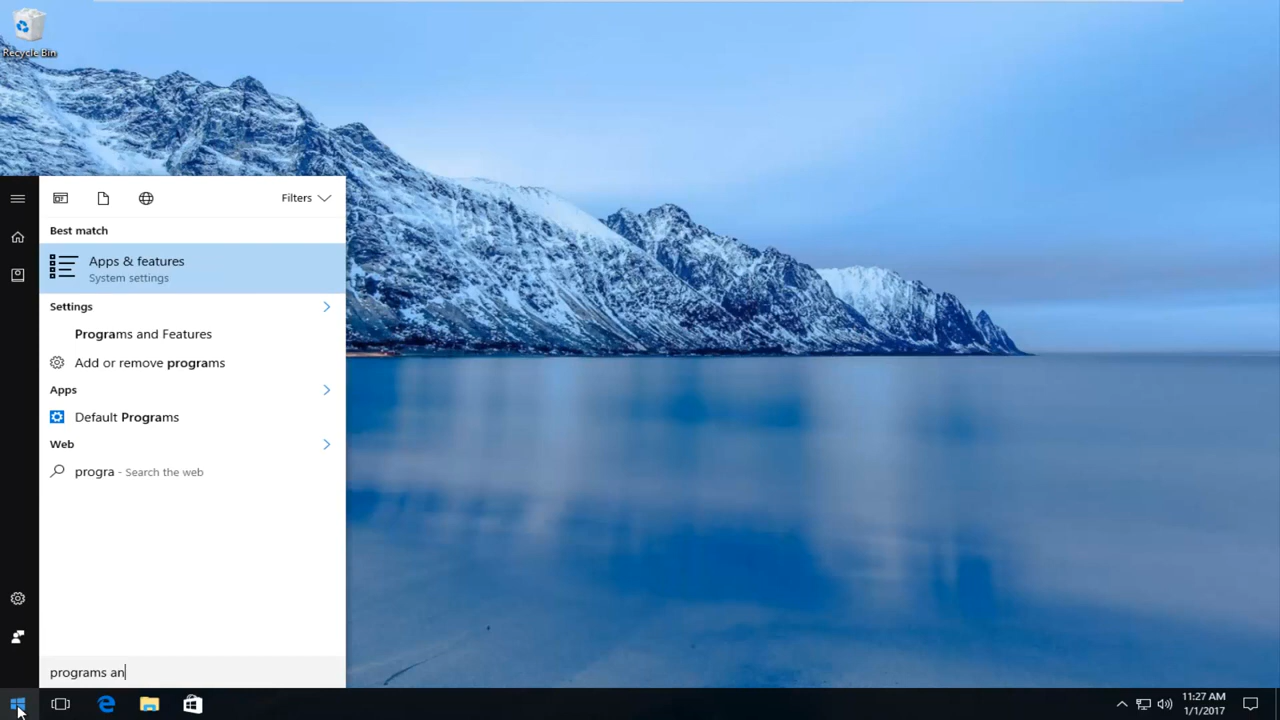 Recycle Bin
Filters
Best match
Apps & features
System settings
Settings
Programs and Features
Add or remove programs
Apps
Default Programs
Web
progra - Search the web
programs an
11:27 AM
1/1/2017